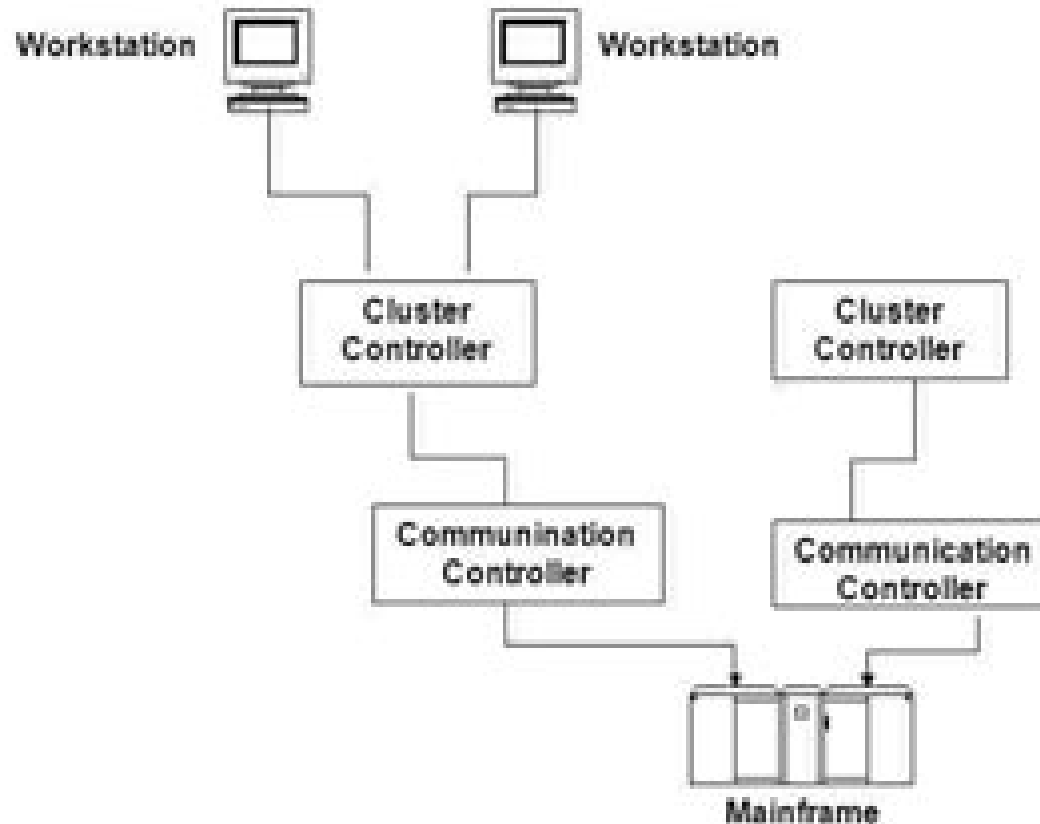 Workstation
Workstation
Cluster
Controller
Cluster
Controller
Communination
Controller
Communication
Controller
Mainframe